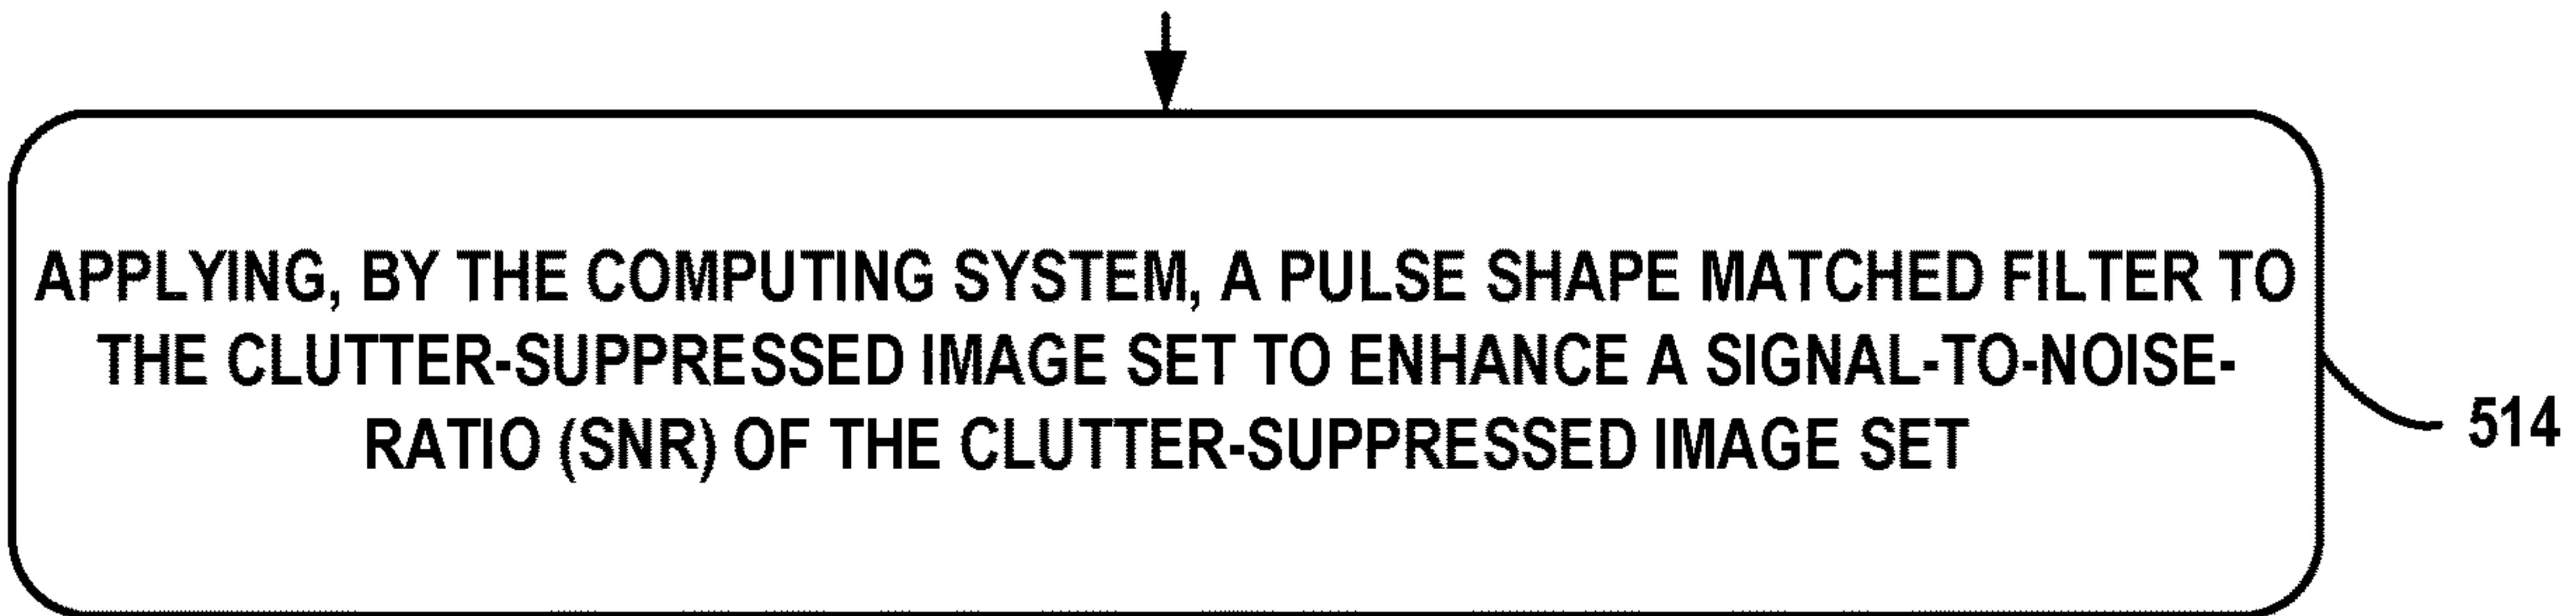 APPLYING, BY THE COMPUTING SYSTEM, A PULSE SHAPE MATCHED FILTER TO
THE CLUTTER-SUPPRESSED IMAGE SET TO ENHANCE A SIGNAL-TO-NOISE-
RATIO (SNR) OF THE CLUTTER-SUPPRESSED IMAGE SET
514